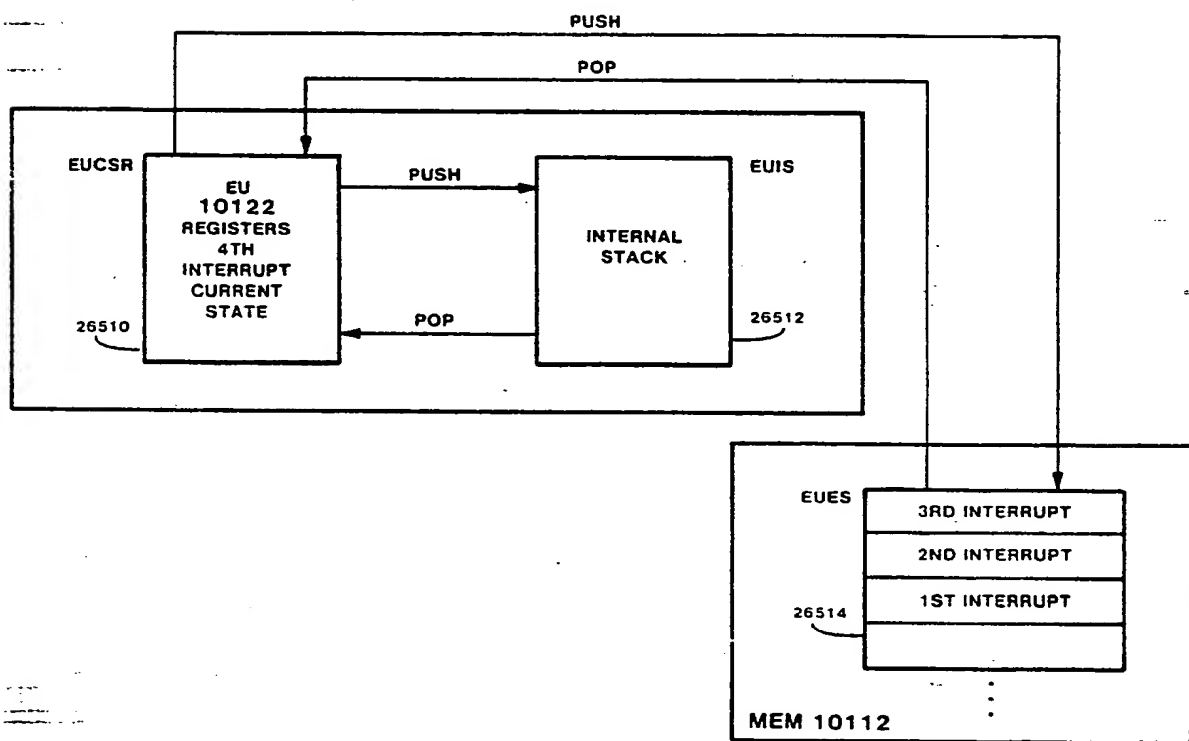 PUSH
POP
EUCSR
EU
10122
REGISTERS
4TH
INTERRUPT
CURRENT
STATE
26510
PUSH
POP
INTERNAL
STACK
EUIS
26512
EUES
3RD INTERRUPT
2ND INTERRUPT
1ST INTERRUPT
26514
MEM 10112